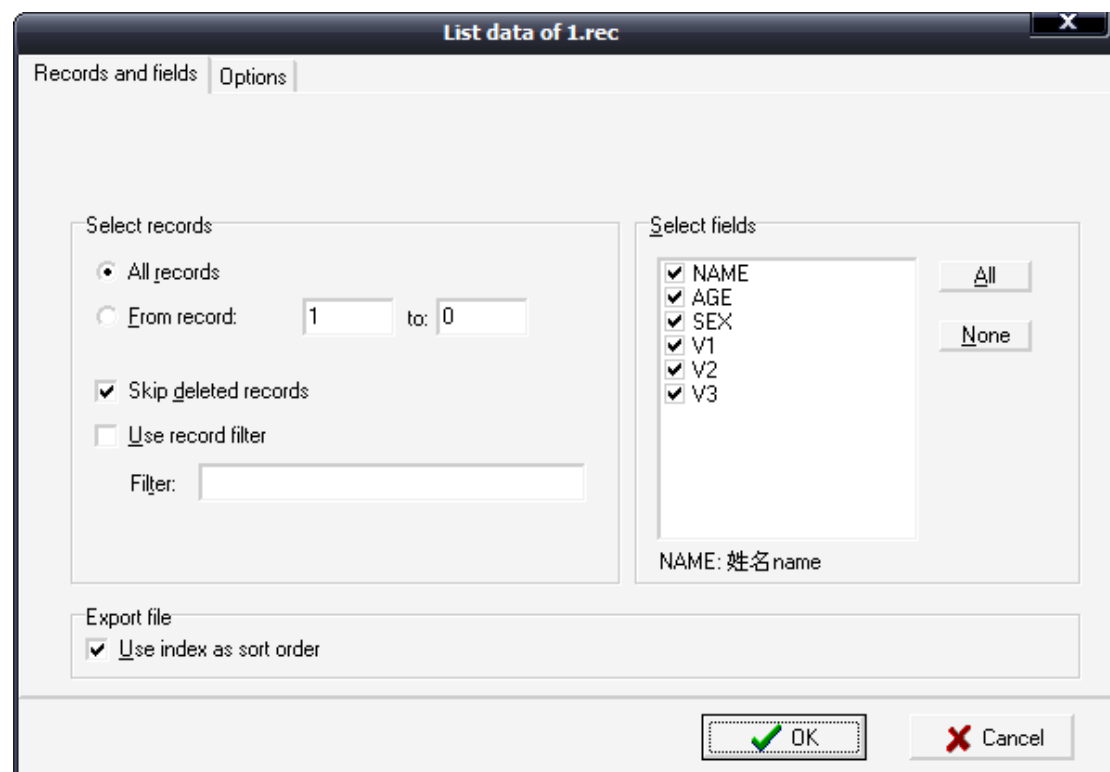 List data of 1.rec
X
Records and fields
Options
Select records
All records
From record: 1 to: 0
Skip deleted records
Use record filter
Filter:
Select fields
NAME
AGE
SEX
V1
V2
V3
All
None
NAME: 姓名name
Export file
Use index as sort order
OK
Cancel